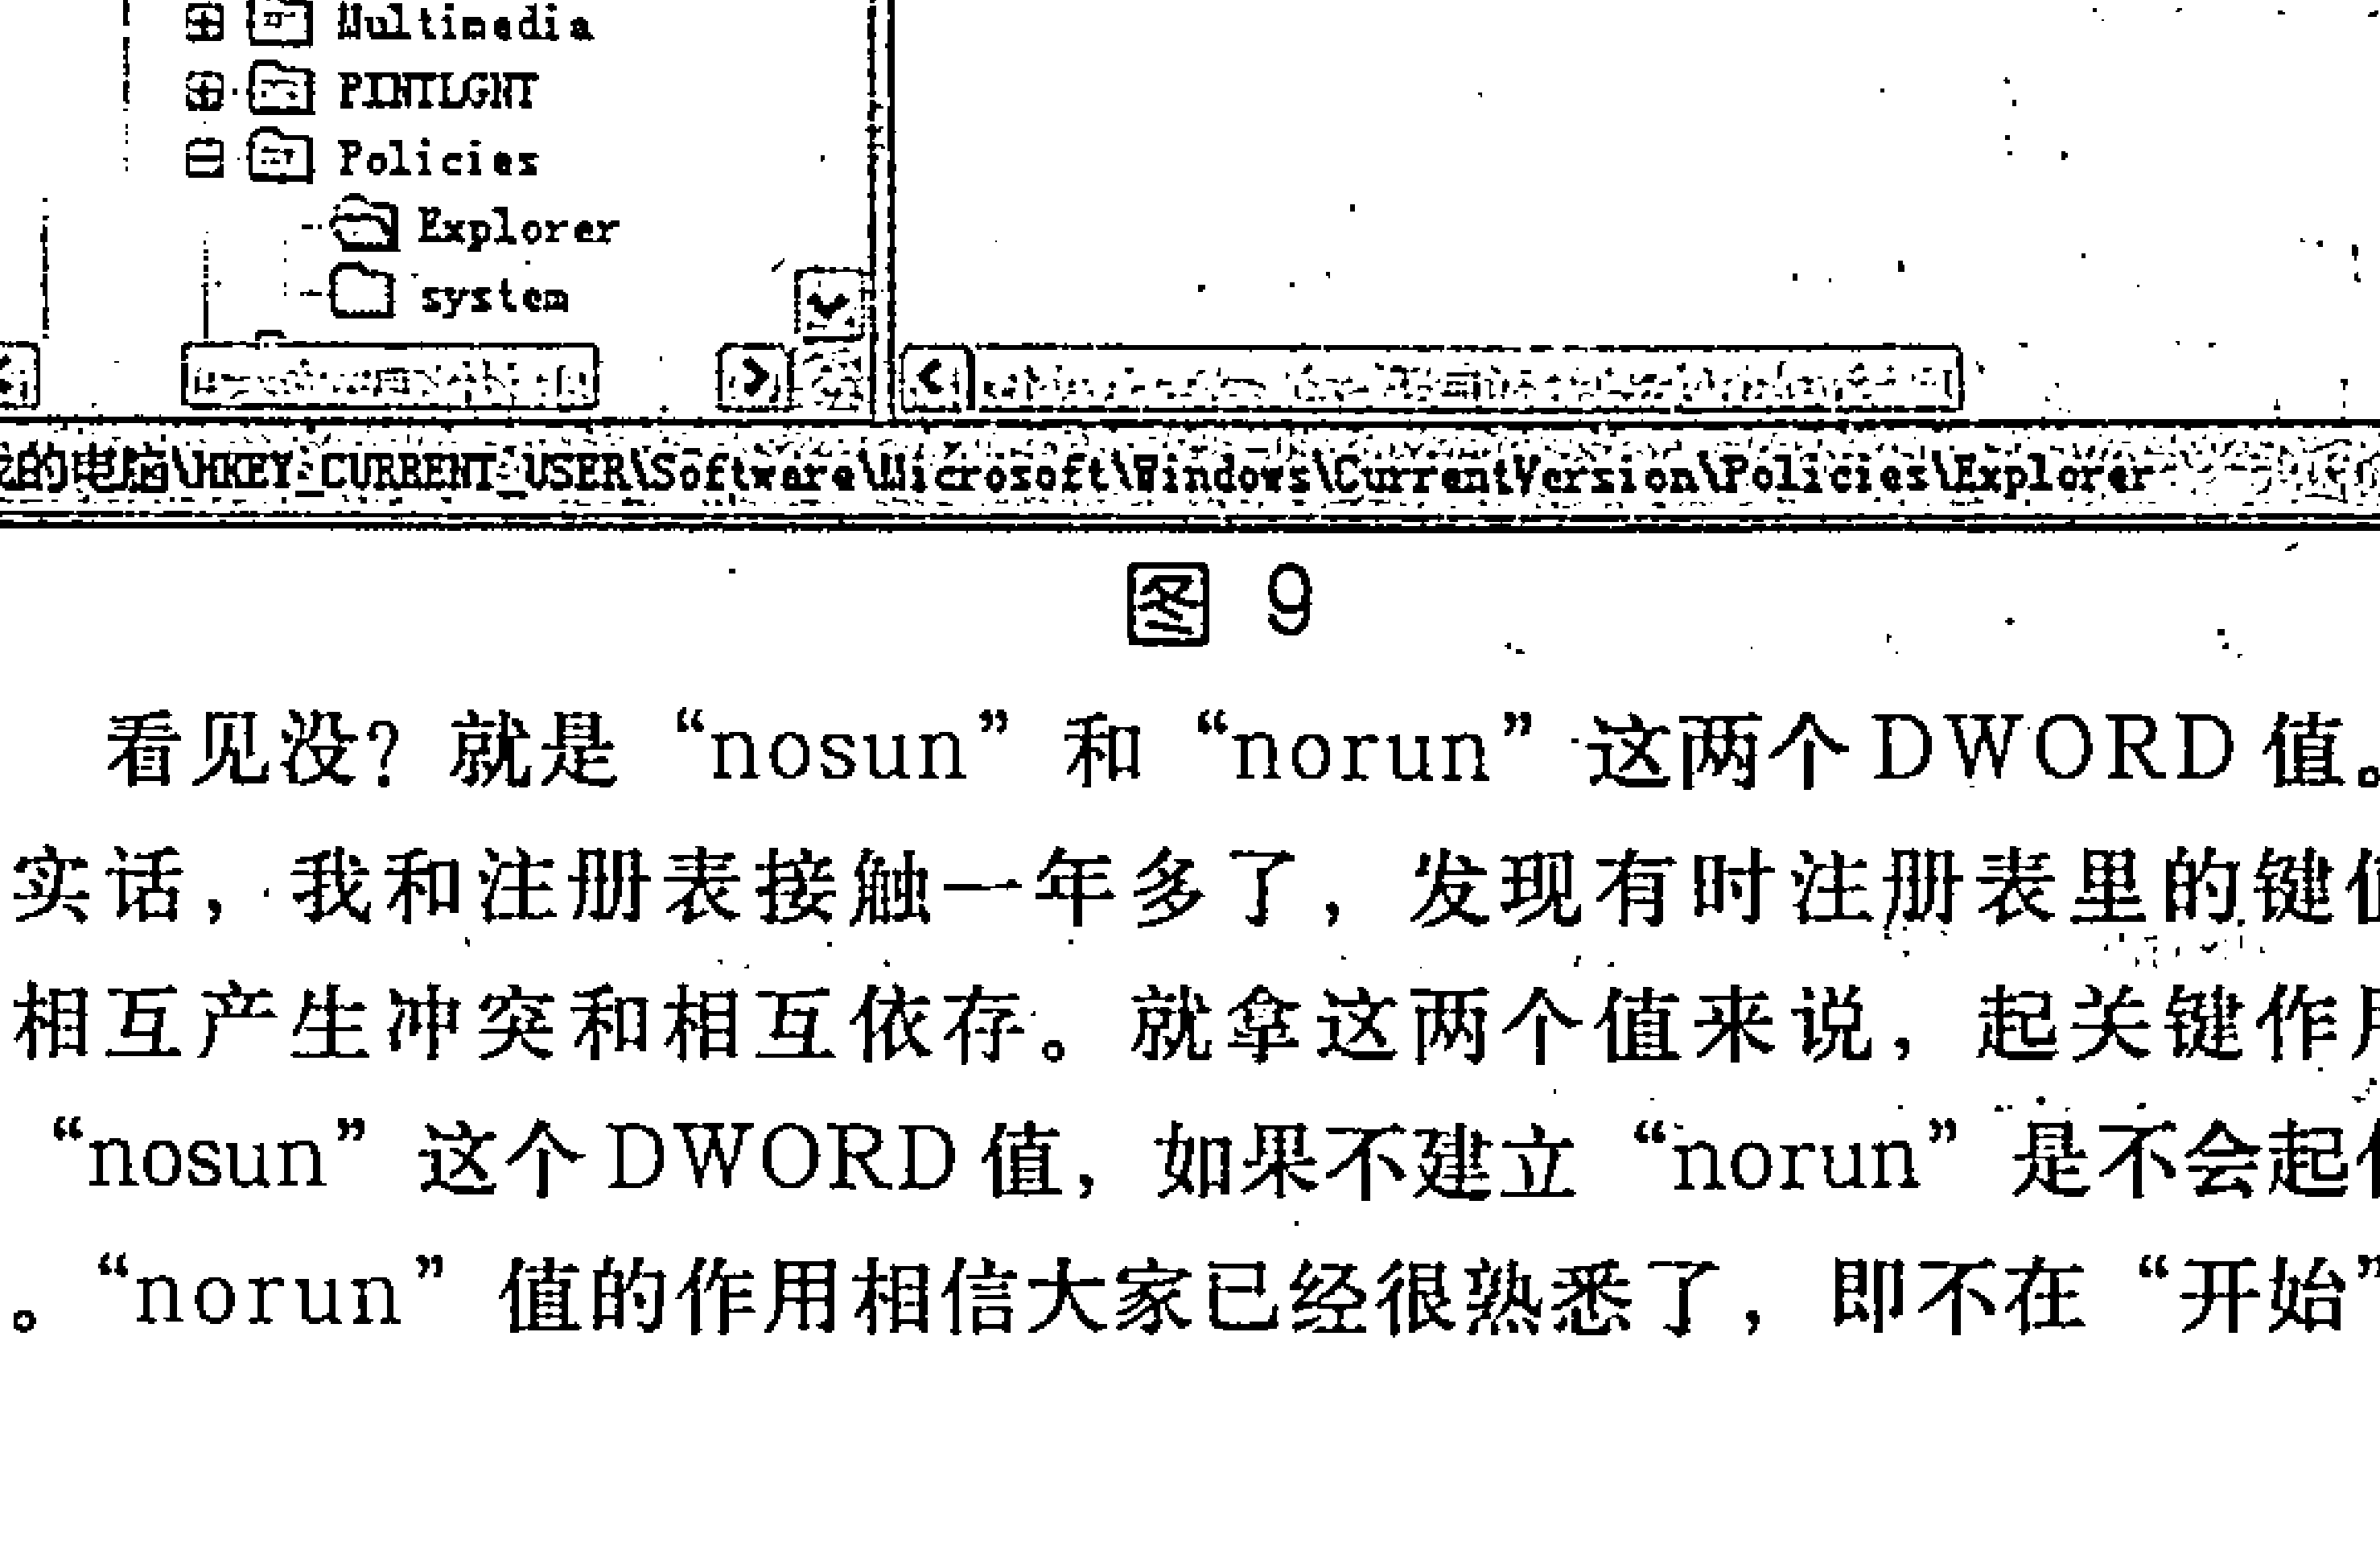 Multimedia
PINTLGNT
Policies
Explorer
system
我的电脑\HKEY_CURRENT_USER\Software\Microsoft\Windows\CurrentVersion\Policies\Explorer
图 9
看见没？就是“nosun”和“norun”这两个DWORD值。
实话，我和注册表接触一年多了，发现有时注册表里的键值
相互产生冲突和相互依存。就拿这两个值来说，起关键作用
“nosun”这个DWORD值，如果不建立“norun”是不会起作
。“norun”值的作用相信大家已经很熟悉了，即不在“开始”